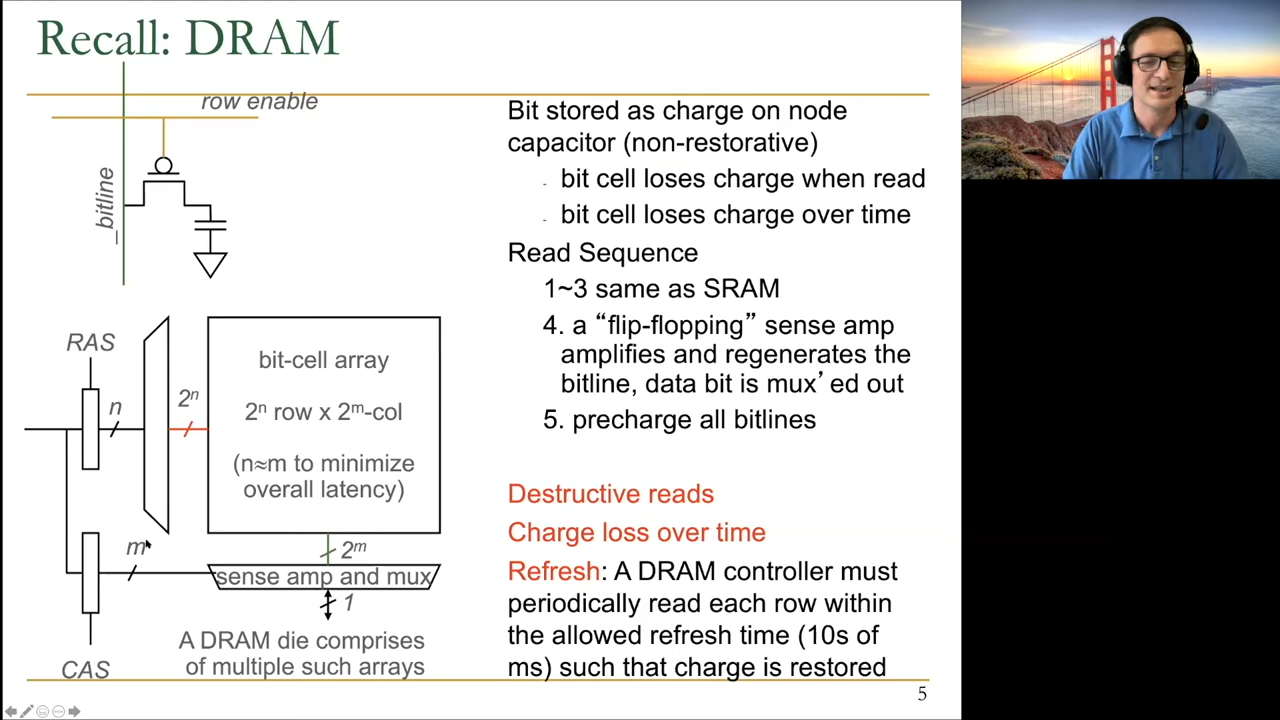 Recall: DRAM
row enable
_bitline
RAS
n
2ⁿ
bit-cell array
2ⁿ row x 2ᵐ-col
(n≈m to minimize
overall latency)
m
2ᵐ
sense amp and mux
1
A DRAM die comprises
of multiple such arrays
CAS
Bit stored as charge on node
capacitor (non-restorative)
- bit cell loses charge when read
- bit cell loses charge over time
Read Sequence
1~3 same as SRAM
4. a “flip-flopping” sense amp
amplifies and regenerates the
bitline, data bit is mux’ed out
5. precharge all bitlines
Destructive reads
Charge loss over time
Refresh: A DRAM controller must
periodically read each row within
the allowed refresh time (10s of
ms) such that charge is restored
5